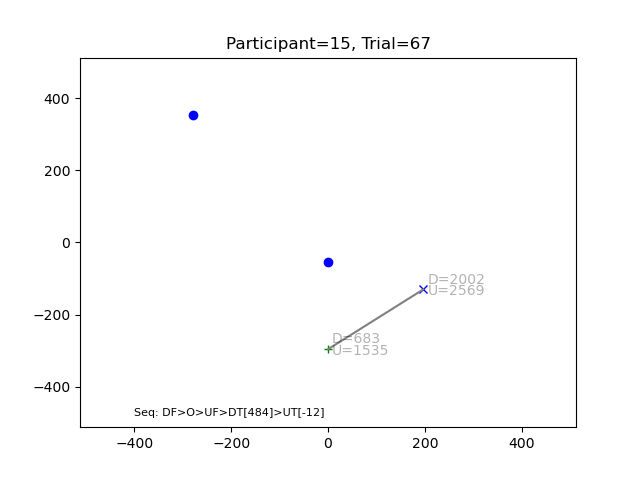 Participant=15, Trial=67
400
200
0
−200
−400
D=2002
U=2569
D=683
U=1535
Seq: DF>O>UF>DT[484]>UT[-12]
−400
−200
0
200
400